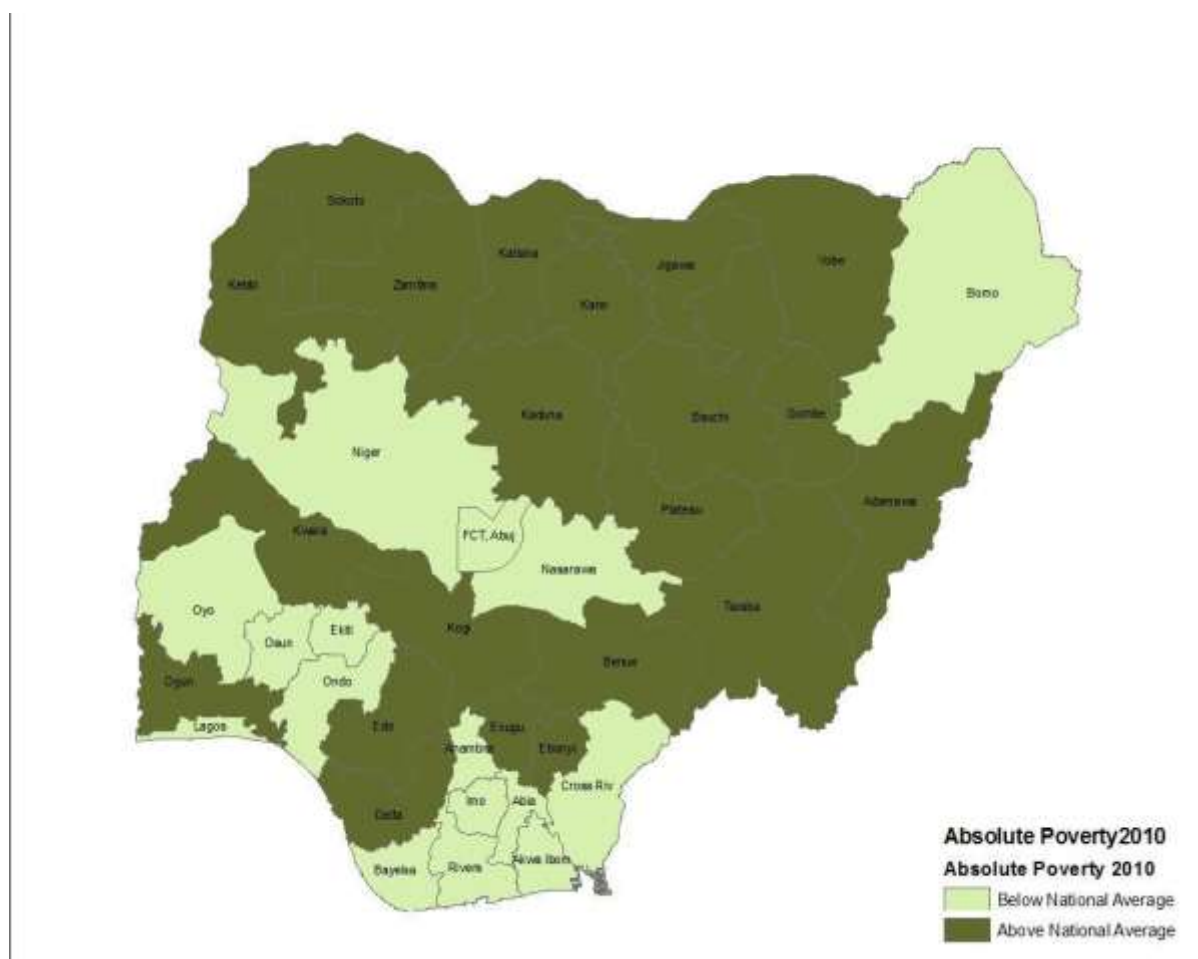 Sokoto
Katsina
Jigawa
Yobe
Kebbi
Zamfara
Kano
Borno
Kaduna
Bauchi
Gombe
Niger
Plateau
Adamawa
Kwara
FCT, Abuj
Nasarawa
Oyo
Taraba
Osun
Ekiti
Kogi
Benue
Ogun
Ondo
Lagos
Edo
Enugu
Anambra
Ebonyi
Cross Riv
Imo
Abia
Delta
Bayelsa
Rivers
Akwa Ibom
Absolute Poverty2010
Absolute Poverty 2010
Below National Average
Above National Average